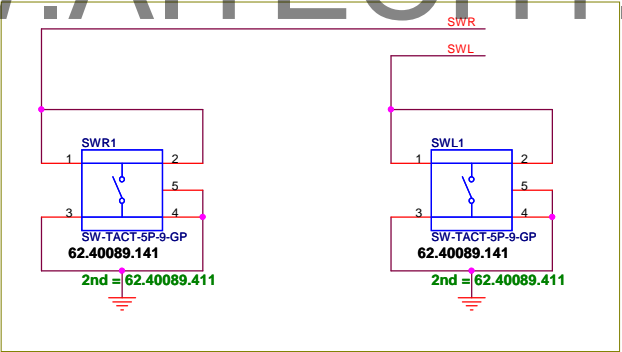 SWR
SWL
SWR1
1
2
5
3
4
SW-TACT-5P-9-GP
62.40089.141
2nd = 62.40089.411
SWL1
1
2
5
3
4
SW-TACT-5P-9-GP
62.40089.141
2nd = 62.40089.411